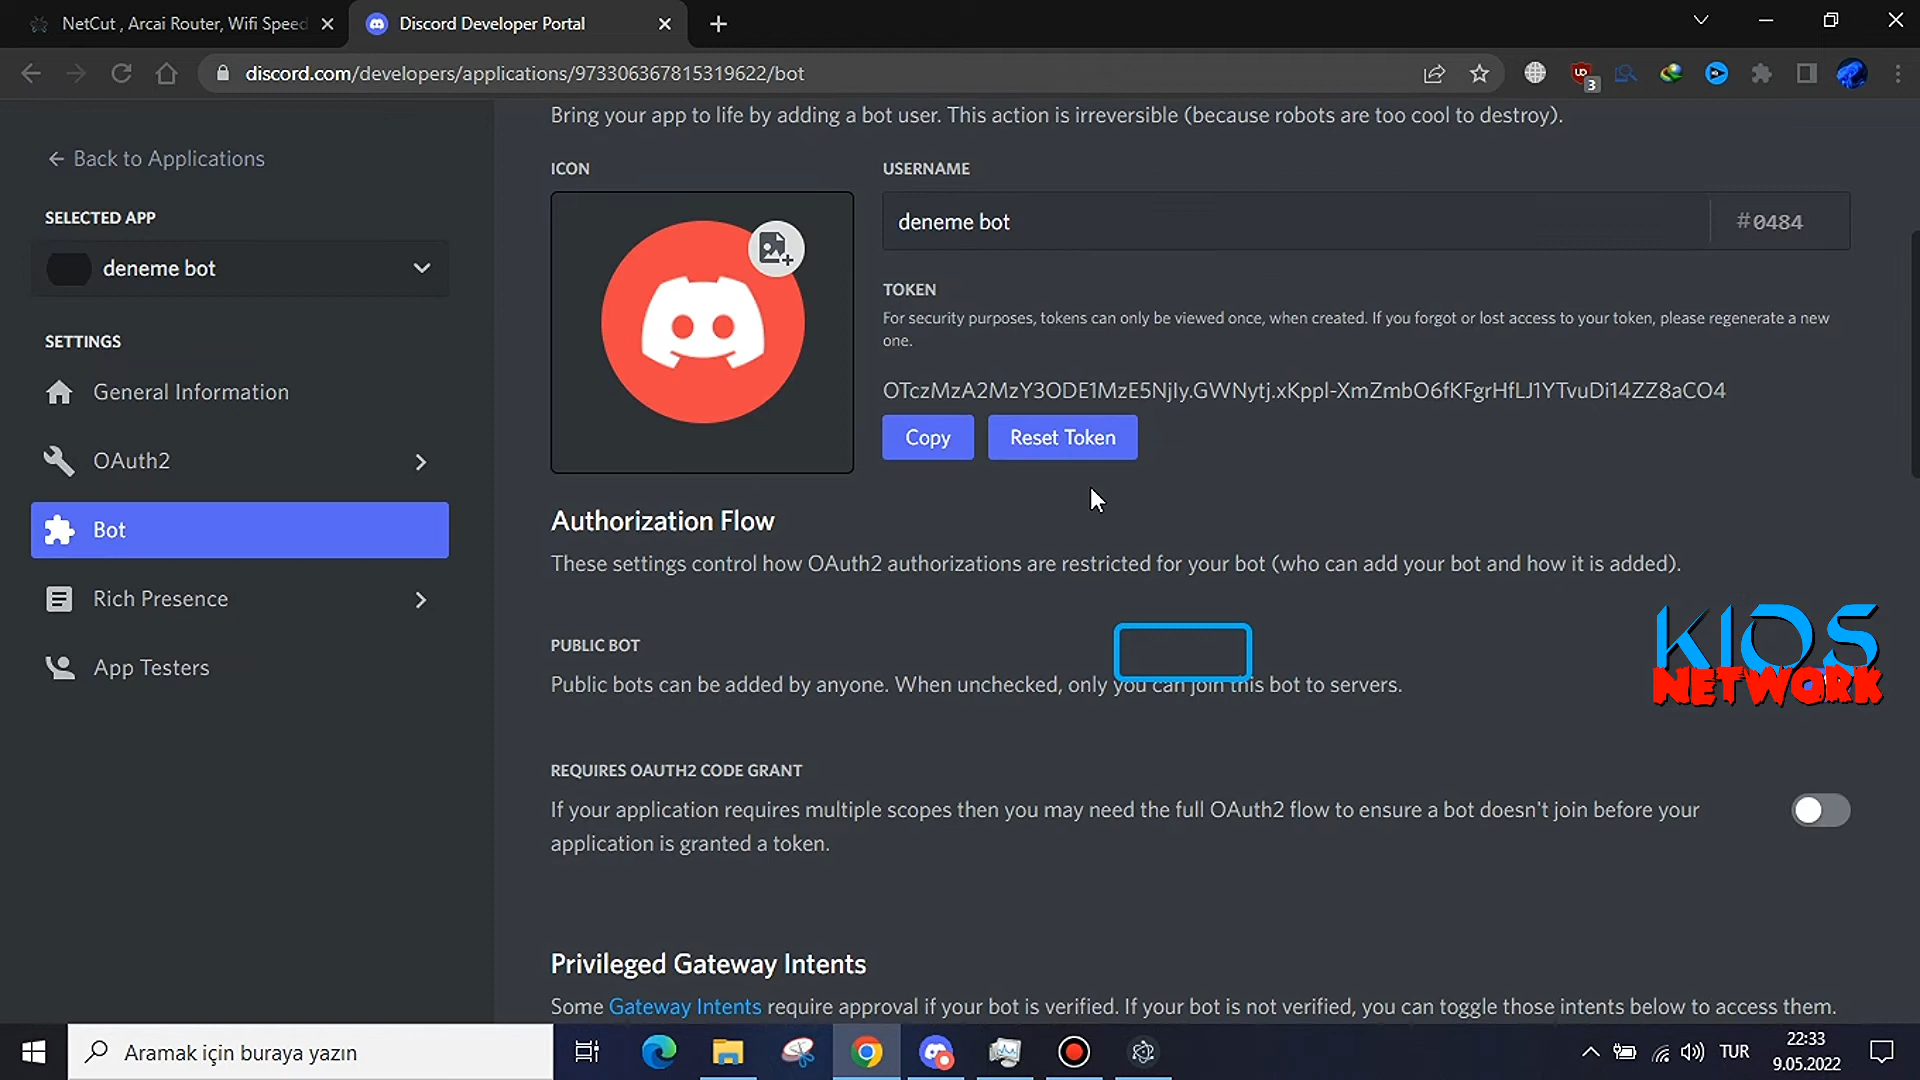 NetCut , Arcai Router, Wifi Speed
Discord Developer Portal
discord.com/developers/applications/973306367815319622/bot
3
Bring your app to life by adding a bot user. This action is irreversible (because robots are too cool to destroy).
← Back to Applications
SELECTED APP
deneme bot
SETTINGS
General Information
OAuth2
Bot
Rich Presence
App Testers
ICON
USERNAME
deneme bot
#0484
TOKEN
For security purposes, tokens can only be viewed once, when created. If you forgot or lost access to your token, please regenerate a new
one.
Copy
Reset Token
Authorization Flow
These settings control how OAuth2 authorizations are restricted for your bot (who can add your bot and how it is added).
PUBLIC BOT
Public bots can be added by anyone. When unchecked, only you can join this bot to servers.
KIOS
NETWORK
REQUIRES OAUTH2 CODE GRANT
If your application requires multiple scopes then you may need the full OAuth2 flow to ensure a bot doesn't join before your
application is granted a token.
Privileged Gateway Intents
Some Gateway Intents require approval if your bot is verified. If your bot is not verified, you can toggle those intents below to access them.
Aramak için buraya yazın
TUR
22:33
9.05.2022